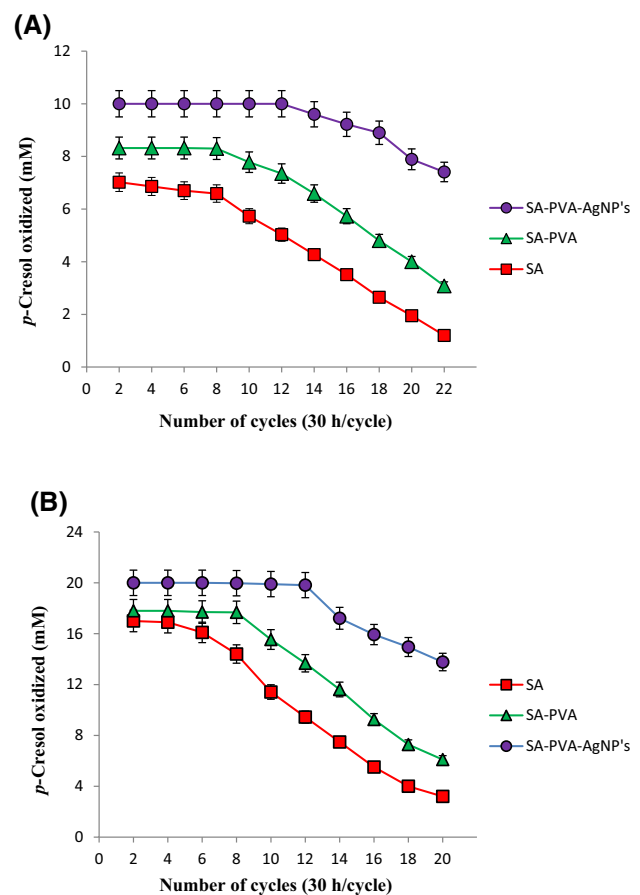 (A)
12
10
8
6
4
2
0
p-Cresol oxidized (mM)
0 2 4 6 8 10 12 14 16 18 20 22
Number of cycles (30 h/cycle)
SA-PVA-AgNP's
SA-PVA
SA
(B)
24
20
16
12
8
4
0
p-Cresol oxidized (mM)
0 2 4 6 8 10 12 14 16 18 20
Number of cycles (30 h/cycle)
SA
SA-PVA
SA-PVA-AgNP's